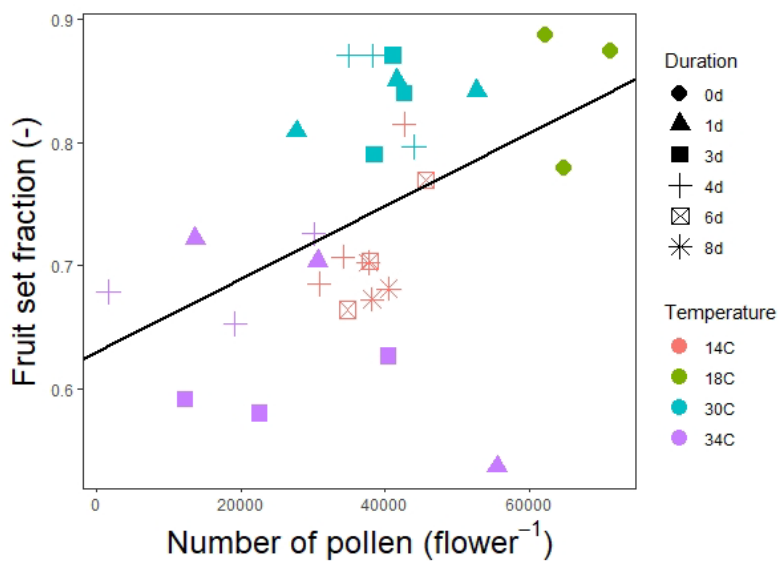 0.9
0.8
0.7
0.6
Fruit set fraction (-)
0
20000
40000
60000
Number of pollen (flower⁻¹)
Duration
0d
1d
3d
4d
6d
8d
Temperature
14C
18C
30C
34C